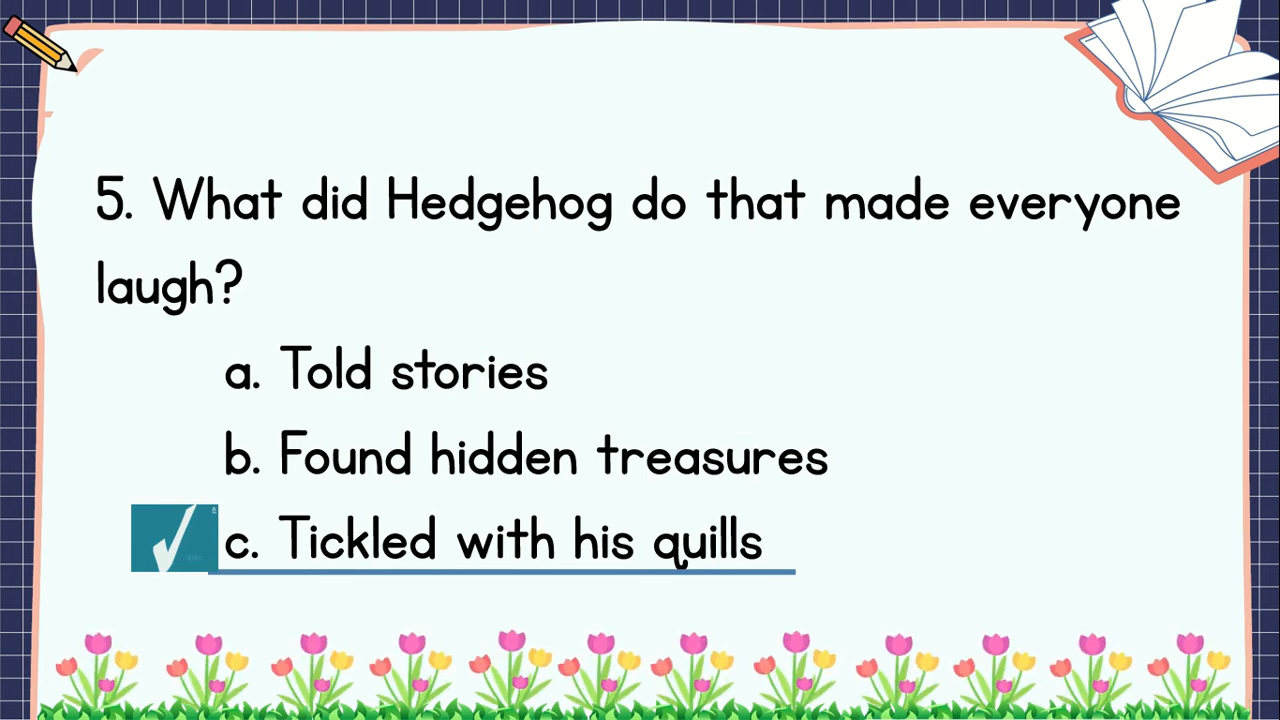 5. What did Hedgehog do that made everyone
laugh?
a. Told stories
b. Found hidden treasures
c. Tickled with his quills